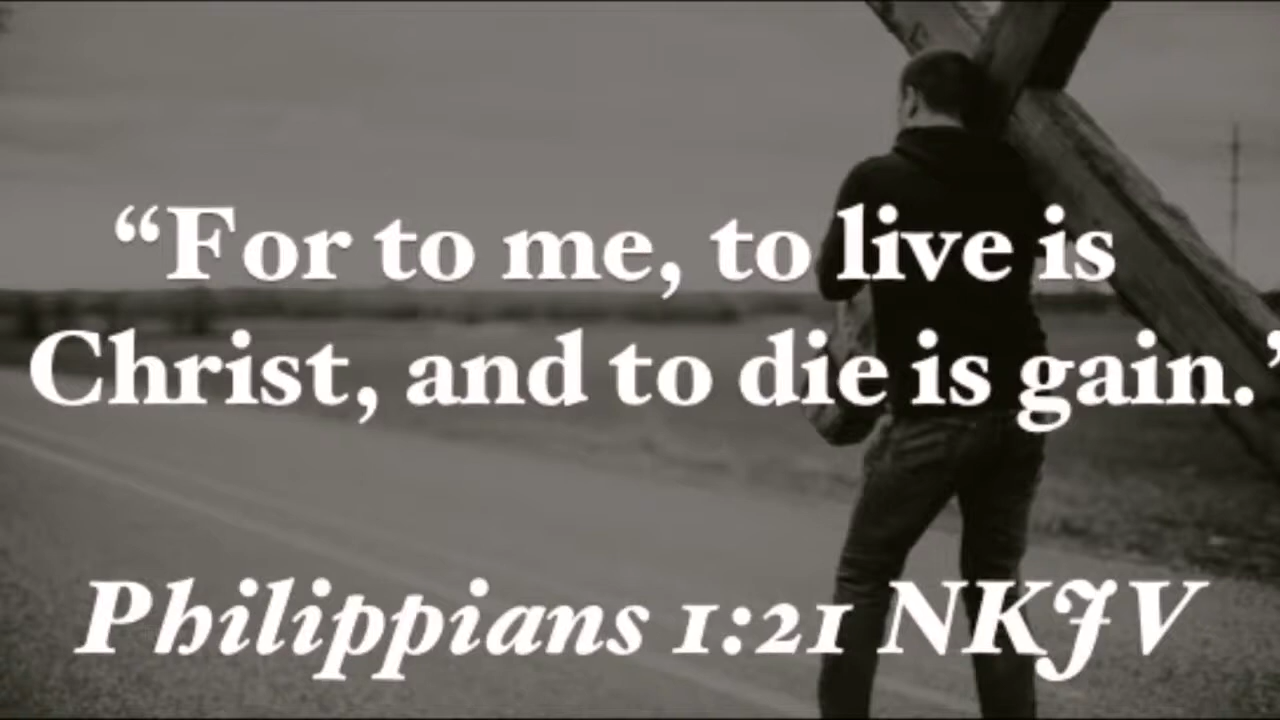 “For to me, to live is
Christ, and to die is gain.’
Philippians 1:21 NKJV